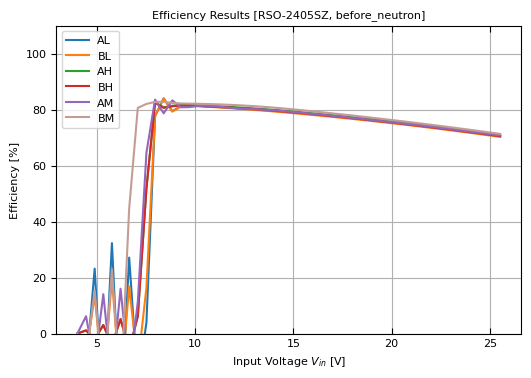 Efficiency Results [RSO-2405SZ, before_neutron]
AL
BL
AH
BH
AM
BM
100
80
60
40
20
0
Efficiency [%]
5
10
15
20
25
Input Voltage V_in [V]